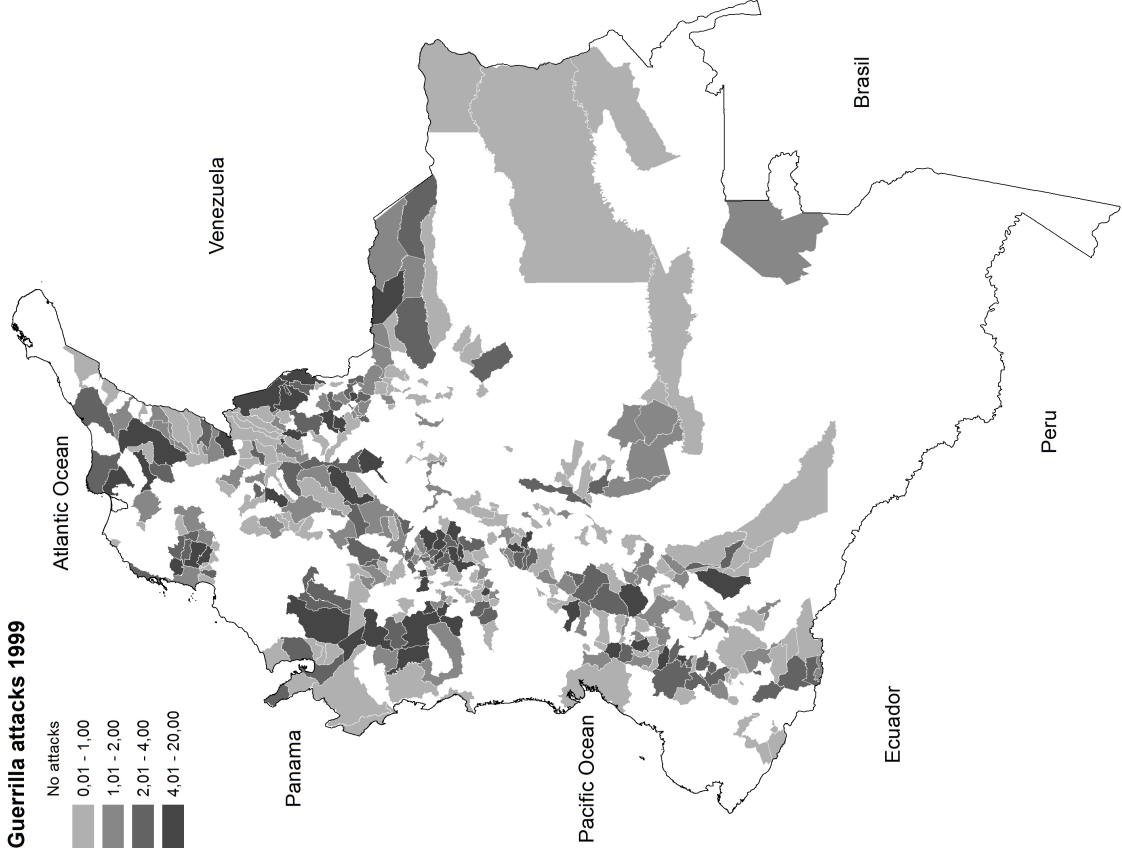 Guerrilla attacks 1999
No attacks
0,01 - 1,00
1,01 - 2,00
2,01 - 4,00
4,01 - 20,00
Atlantic Ocean
Venezuela
Panama
Pacific Ocean
Brasil
Ecuador
Peru